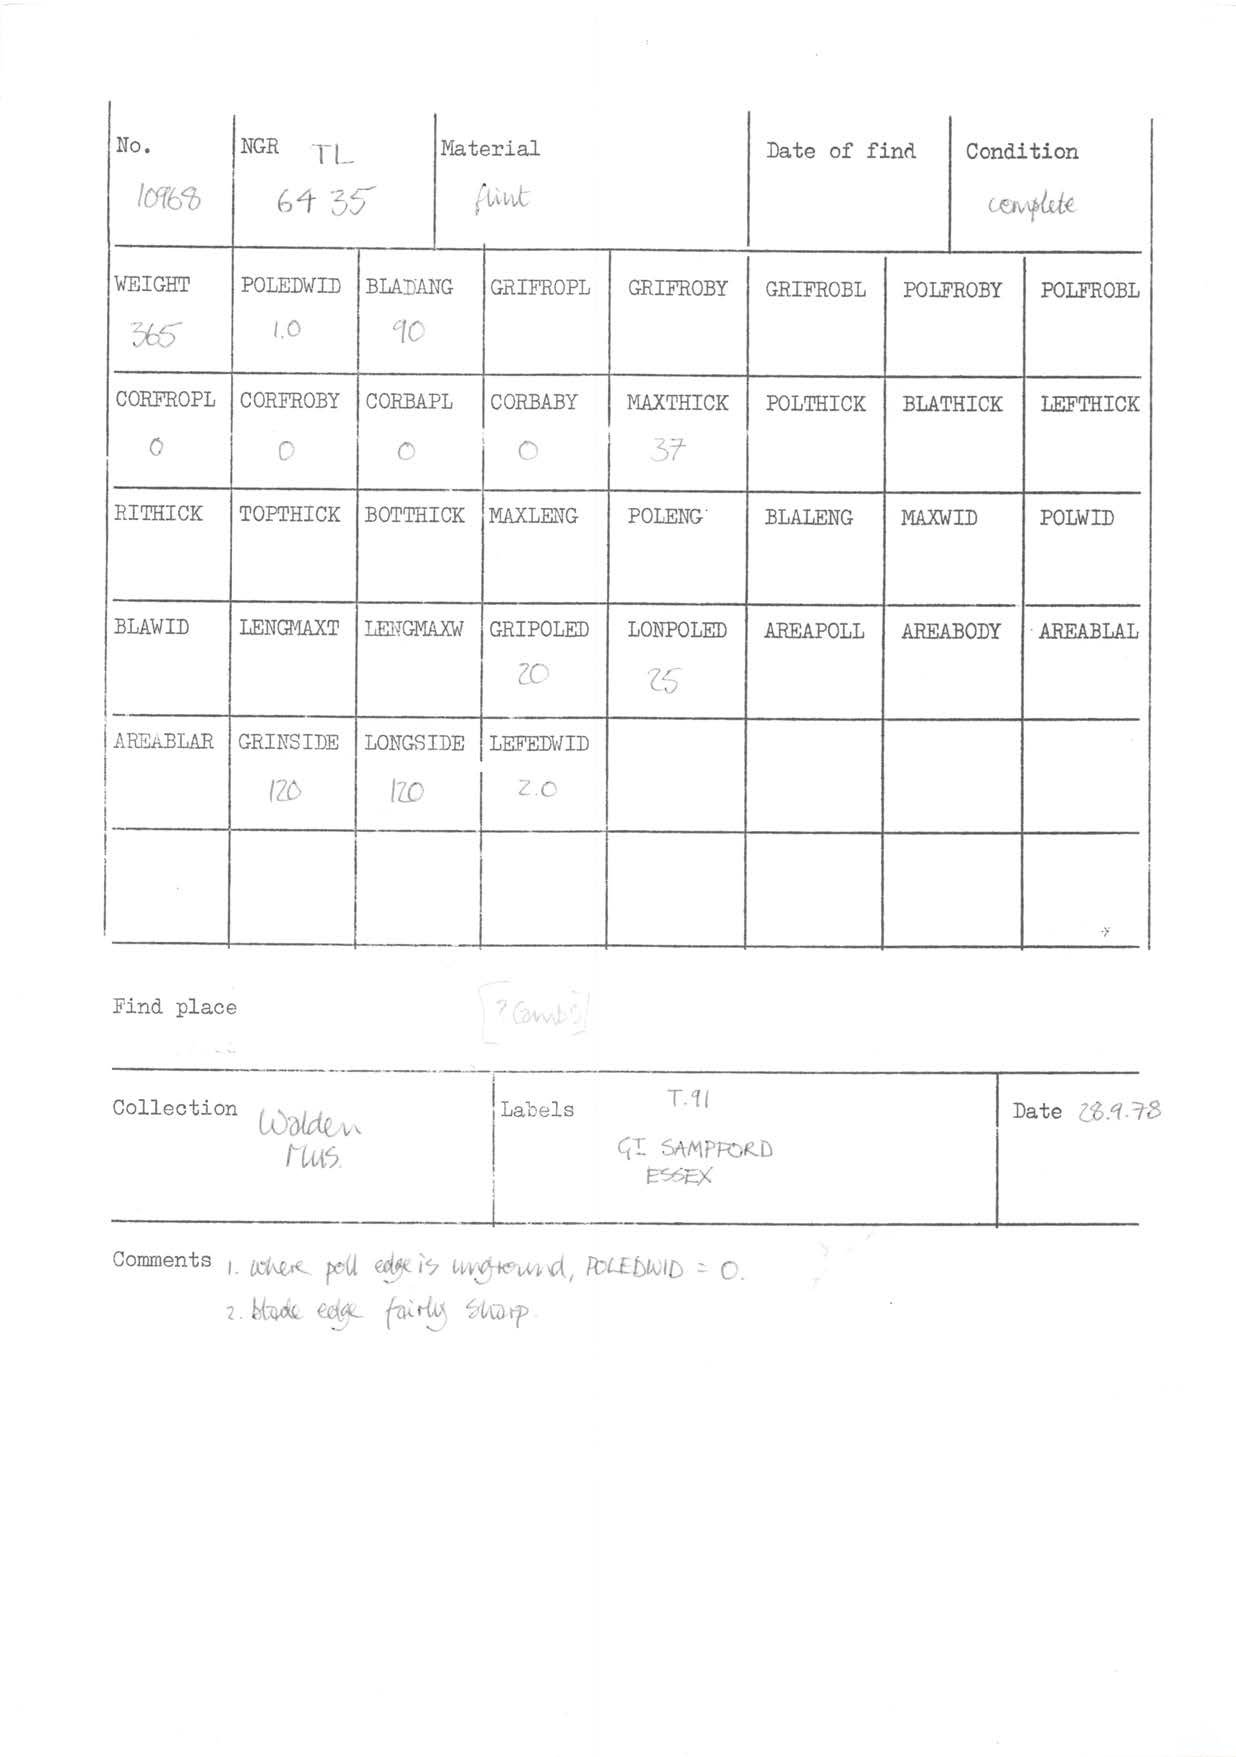 No. NGR TL Material Date of find Condition
10968 64 35 flint complete
WEIGHT POLEDWID BLADANG GRIFROPL GRIFROBY GRIFROBL POLFROBY POLFROBL
365 1.0 90
CORFROPL CORFROBY CORBAPL CORBABY MAXTHICK POLTHICK BLATHICK LEFTHICK
0 0 0 0 37
RITHICK TOPTHICK BOTTHICK MAXLENG POLENG BLALENG MAXWID POLWID
BLAWID LENGMAXT LENGMAXW GRIPOLED LONPOLED AREAPOLL AREABODY AREABLAL
20 25
AREABLAR GRINSIDE LONGSIDE LEFEDWID
120 120 2.0
Find place [? Cambs]
Collection Walden Mus.
Labels T.91
GT SAMPFORD
ESSEX
Date 28.9.78
Comments 1. where poll edge is unground, POLEDWID = 0.
2. blade edge fairly sharp.